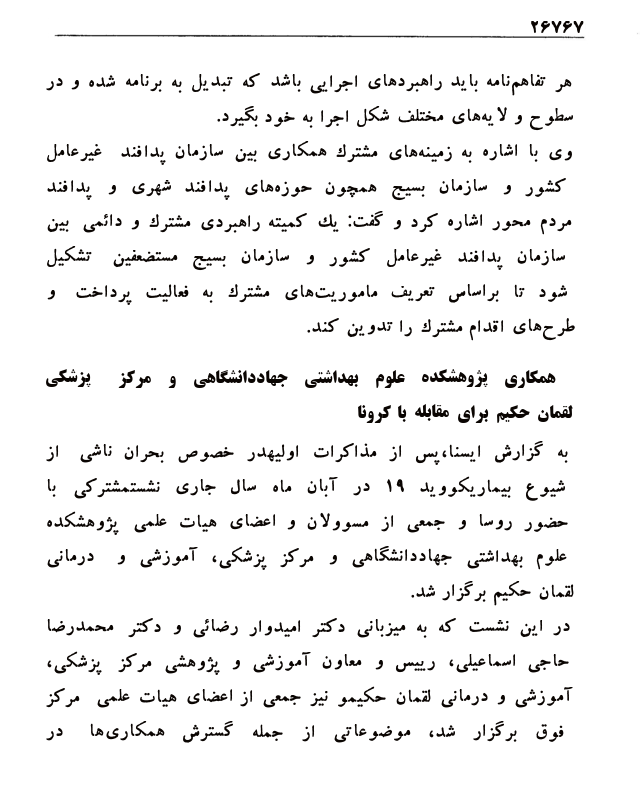 ۲۶۷۶۷
هر تفاهم‌نامه باید راهبردهای اجرایی باشد که تبدیل به برنامه شده و در
سطوح و لایه‌های مختلف شکل اجرا به خود بگیرد.
وی با اشاره به زمینه‌های مشترك همکاری بین سازمان پدافند غیرعامل
کشور و سازمان بسیج همچون حوزه‌های پدافند شهری و پدافند
مردم محور اشاره کرد و گفت: یك کمیته راهبردی مشترك و دائمی بین
سازمان پدافند غیرعامل کشور و سازمان بسیج مستضعفین تشکیل
شود تا براساس تعریف ماموریت‌های مشترك به فعالیت پرداخت و
طرح‌های اقدام مشترك را تدوین کند.
همکاری پژوهشکده علوم بهداشتی جهاددانشگاهی و مرکز پزشکی
لقمان حکیم برای مقابله با کرونا
به گزارش ایسنا،پس از مذاکرات اولیهدر خصوص بحران ناشی از
شیوع بیماریکووید ۱۹ در آبان ماه سال جاری نشستمشترکی با
حضور روسا و جمعی از مسوولان و اعضای هیات علمی پژوهشکده
علوم بهداشتی جهاددانشگاهی و مرکز پزشکی، آموزشی و درمانی
لقمان حکیم برگزار شد.
در این نشست که به میزبانی دکتر امیدوار رضائی و دکتر محمدرضا
حاجی اسماعیلی، رییس و معاون آموزشی و پژوهشی مرکز پزشکی،
آموزشی و درمانی لقمان حکیمو نیز جمعی از اعضای هیات علمی مرکز
فوق برگزار شد، موضوعاتی از جمله گسترش همکاری‌ها در